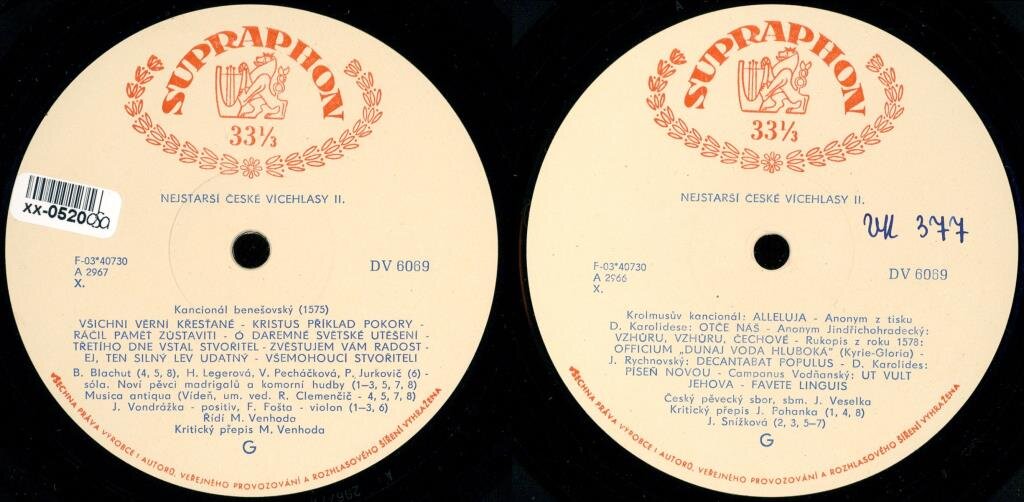 SUPRAPHON
33⅓
XX-0520
NEJSTARŠÍ ČESKÉ VÍCEHLASY II.
F-03*40730
A 2967
X.
DV 6069
Kancionál benešovský (1575)
VŠICHNI VĚRNÍ KŘESŤANÉ - KRISTUS PŘÍKLAD POKORY -
RÁČIL PAMĚŤ ZŮSTAVITI - Ó DAREMNÉ SVĚTSKÉ UTĚŠENÍ -
TŘETÍHO DNE VSTAL STVOŘITEL - ZVĚSTUJEM VÁM RADOST -
EJ, TEN SILNÝ LEV UDATNÝ - VŠEMOHOUCÍ STVOŘITELI
B. Blachut (4, 5, 8), H. Legerová, V. Pecháčková, P. Jurkovič (6) -
sóla. Noví pěvci madrigalů a komorní hudby (1-3, 5, 7, 8)
Musica antiqua (Vídeň, um. ved. R. Clemenčič - 4, 5, 7, 8)
J. Vondrážka - positiv, F. Fošta - violon (1-3, 6)
Řídí M. Venhoda
Kritický přepis M. Venhoda
G
VŠECHNA PRÁVA VÝROBCE I AUTORŮ, VEŘEJNÉHO PROVOZOVÁNÍ A ROZHLASOVÉHO ŠÍŘENÍ VYHRAŽENA
SUPRAPHON
33⅓
NEJSTARŠÍ ČESKÉ VÍCEHLASY II.
VK 377
F-03*40730
A 2966
X.
DV 6069
Krolmusův kancionál: ALLELUJA - Anonym z tisku
D. Karolidese: OTČE NÁŠ - Anonym Jindřichohradecký:
VZHŮRU, VZHŮRU, ČECHOVÉ - Rukopis z roku 1578:
OFFICIUM „DUNAJ VODA HLUBOKÁ" (Kyrie-Gloria) -
J. Rychnovský: DECANTABAT POPULUS - D. Karolides:
PÍSEŇ NOVOU - Campanus Vodňanský: UT VULT
JEHOVA - FAVETE LINGUIS
Český pěvecký sbor, sbm. J. Veselka
Kritický přepis J. Pohanka (1, 4, 8)
J. Snížková (2, 3, 5-7)
G
VŠECHNA PRÁVA VÝROBCE I AUTORŮ, VEŘEJNÉHO PROVOZOVÁNÍ A ROZHLASOVÉHO ŠÍŘENÍ VYHRAŽENA